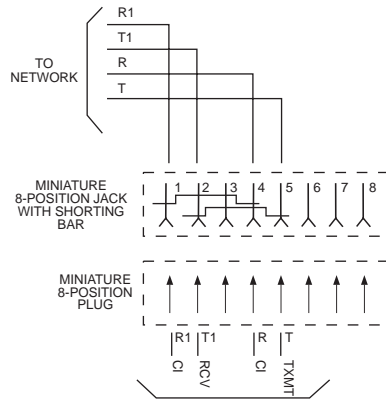 R1
T1
R
T
TO
NETWORK
MINIATURE
8-POSITION JACK
WITH SHORTING
BAR
1 2 3 4 5 6 7 8
MINIATURE
8-POSITION
PLUG
R1 T1 R T
CI RCV CI TXMT